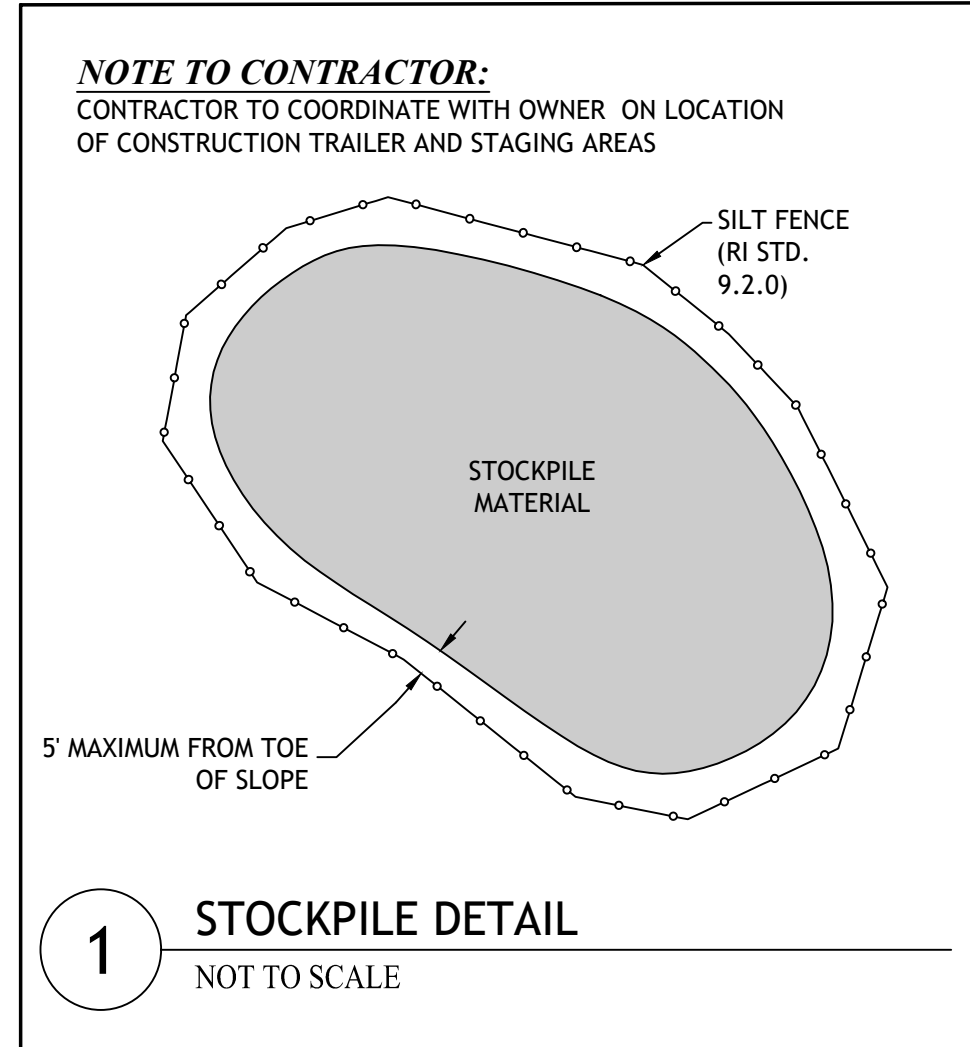 NOTE TO CONTRACTOR:
CONTRACTOR TO COORDINATE WITH OWNER ON LOCATION
OF CONSTRUCTION TRAILER AND STAGING AREAS
SILT FENCE
(RI STD.
9.2.0)
STOCKPILE
MATERIAL
5' MAXIMUM FROM TOE
OF SLOPE
1
STOCKPILE DETAIL
NOT TO SCALE